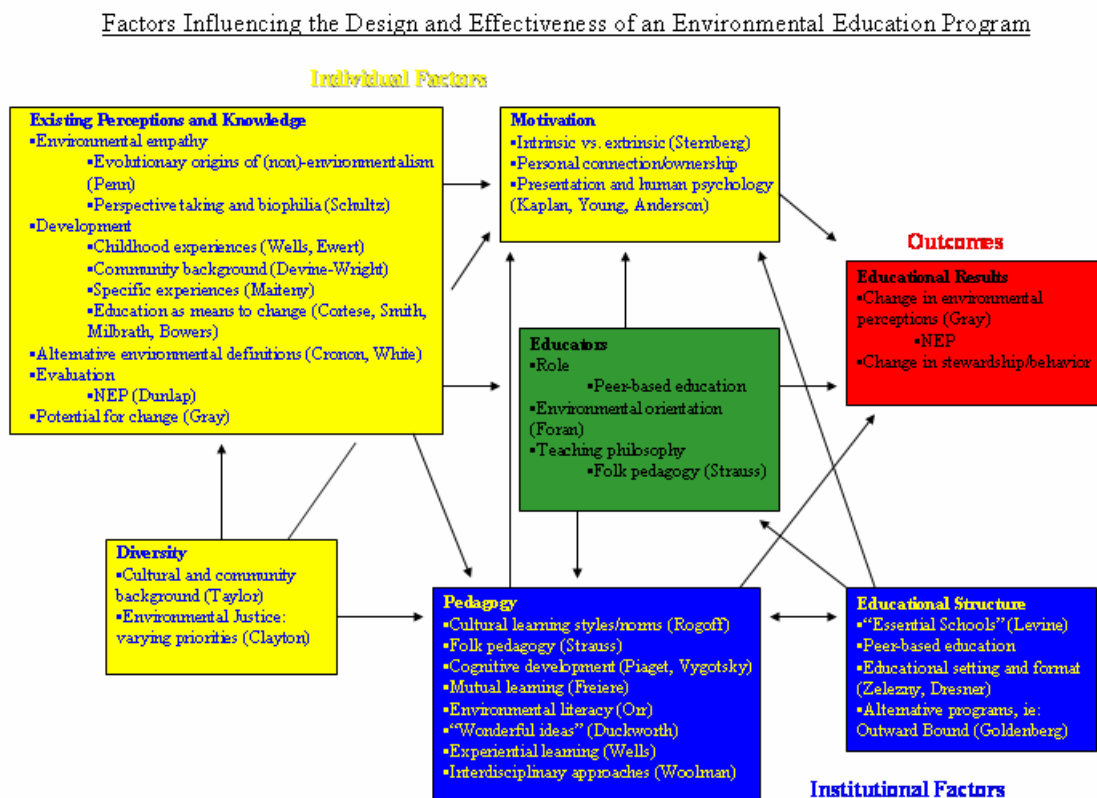 Factors Influencing the Design and Effectiveness of an Environmental Education Program
Individual Factors
Existing Perceptions and Knowledge
▪Environmental empathy
▪Evolutionary origins of (non)-environmentalism
(Penn)
▪Perspective taking and biophilia (Schultz)
▪Development
▪Childhood experiences (Wells, Ewert)
▪Community background (Devine-Wright)
▪Specific experiences (Maiteny)
▪Education as means to change (Cortese, Smith,
Milbrath, Bowers)
▪Alternative environmental definitions (Cronon, White)
▪Evaluation
▪NEP (Dunlap)
▪Potential for change (Gray)
Motivation
▪Intrinsic vs. extrinsic (Sternberg)
▪Personal connection/ownership
▪Presentation and human psychology
(Kaplan, Young, Anderson)
Outcomes
Educational Results
▪Change in environmental
perceptions (Gray)
▪NEP
▪Change in stewardship/behavior
Educators
▪Role
▪Peer-based education
▪Environmental orientation
(Foran)
▪Teaching philosophy
▪Folk pedagogy (Strauss)
Diversity
▪Cultural and community
background (Taylor)
▪Environmental Justice:
varying priorities (Clayton)
Pedagogy
▪Cultural learning styles/norms (Rogoff)
▪Folk pedagogy (Strauss)
▪Cognitive development (Piaget, Vygotsky)
▪Mutual learning (Freiere)
▪Environmental literacy (Orr)
▪“Wonderful ideas” (Duckworth)
▪Experiential learning (Wells)
▪Interdisciplinary approaches (Woolman)
Educational Structure
▪“Essential Schools” (Levine)
▪Peer-based education
▪Educational setting and format
(Zelezny, Dresner)
▪Alternative programs, ie:
Outward Bound (Goldenberg)
Institutional Factors